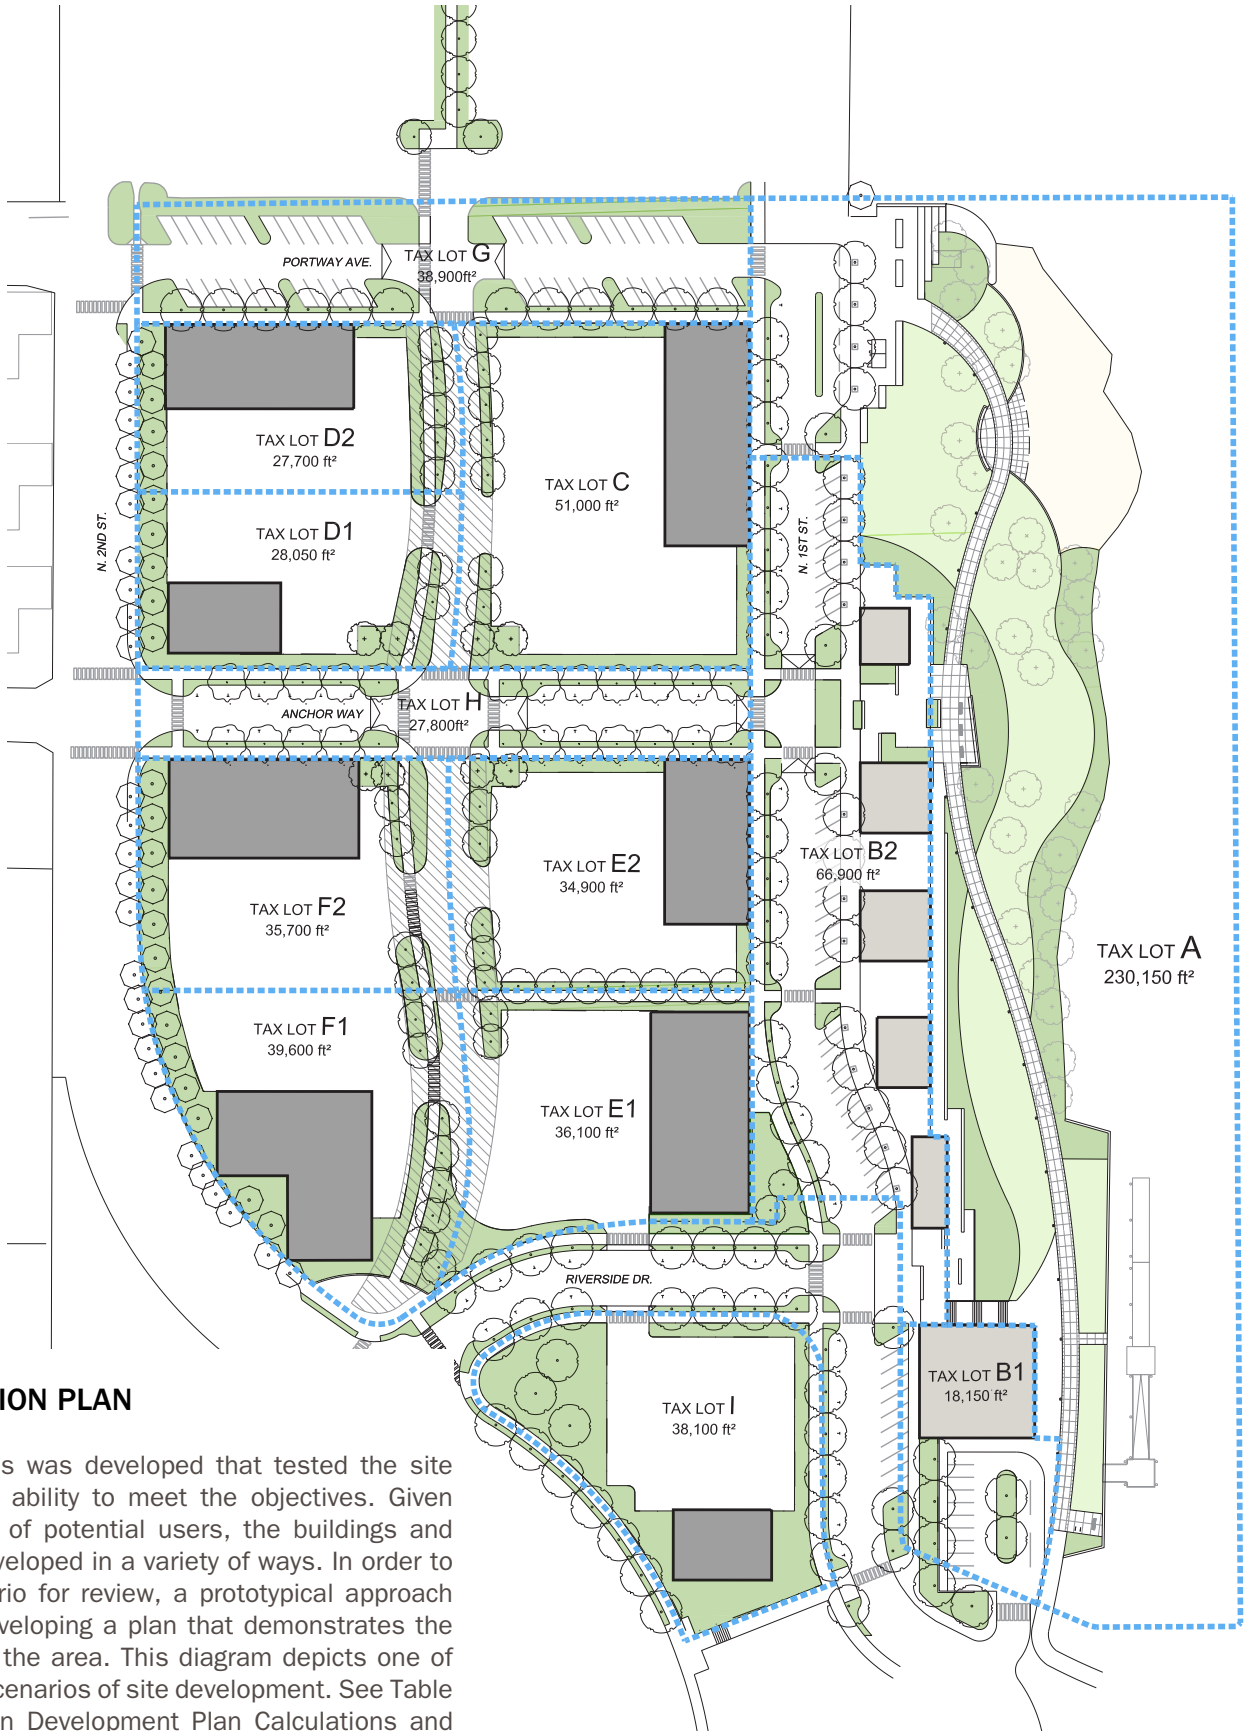 PORTWAY AVE.
TAX LOT G
38,900ft²
TAX LOT D2
27,700 ft²
TAX LOT C
51,000 ft²
N. 2ND ST.
TAX LOT D1
28,050 ft²
N. 1ST ST.
ANCHOR WAY
TAX LOT H
27,800ft²
TAX LOT E2
34,900 ft²
TAX LOT B2
66,900 ft²
TAX LOT F2
35,700 ft²
TAX LOT A
230,150 ft²
TAX LOT F1
39,600 ft²
TAX LOT E1
36,100 ft²
RIVERSIDE DR.
TAX LOT B1
18,150 ft²
TAX LOT I
38,100 ft²
ION PLAN
s was developed that tested the site
ability to meet the objectives. Given
of potential users, the buildings and
veloped in a variety of ways. In order to
rio for review, a prototypical approach
veloping a plan that demonstrates the
the area. This diagram depicts one of
cenarios of site development. See Table
n Development Plan Calculations and